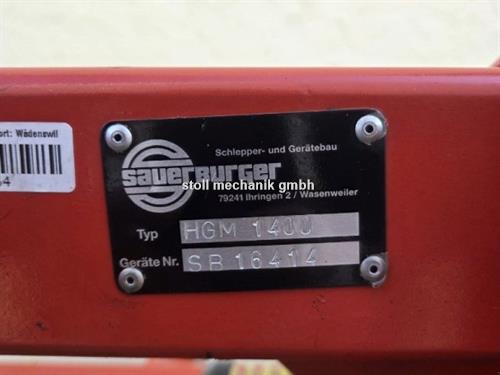 ort: Wädenswil
4
Schlepper- und Gerätebau
sauerburger
stoll mechanik gmbh
79241 Ihringen 2 / Wasenweiler
Typ HGM 1400
Geräte Nr. SB 16414